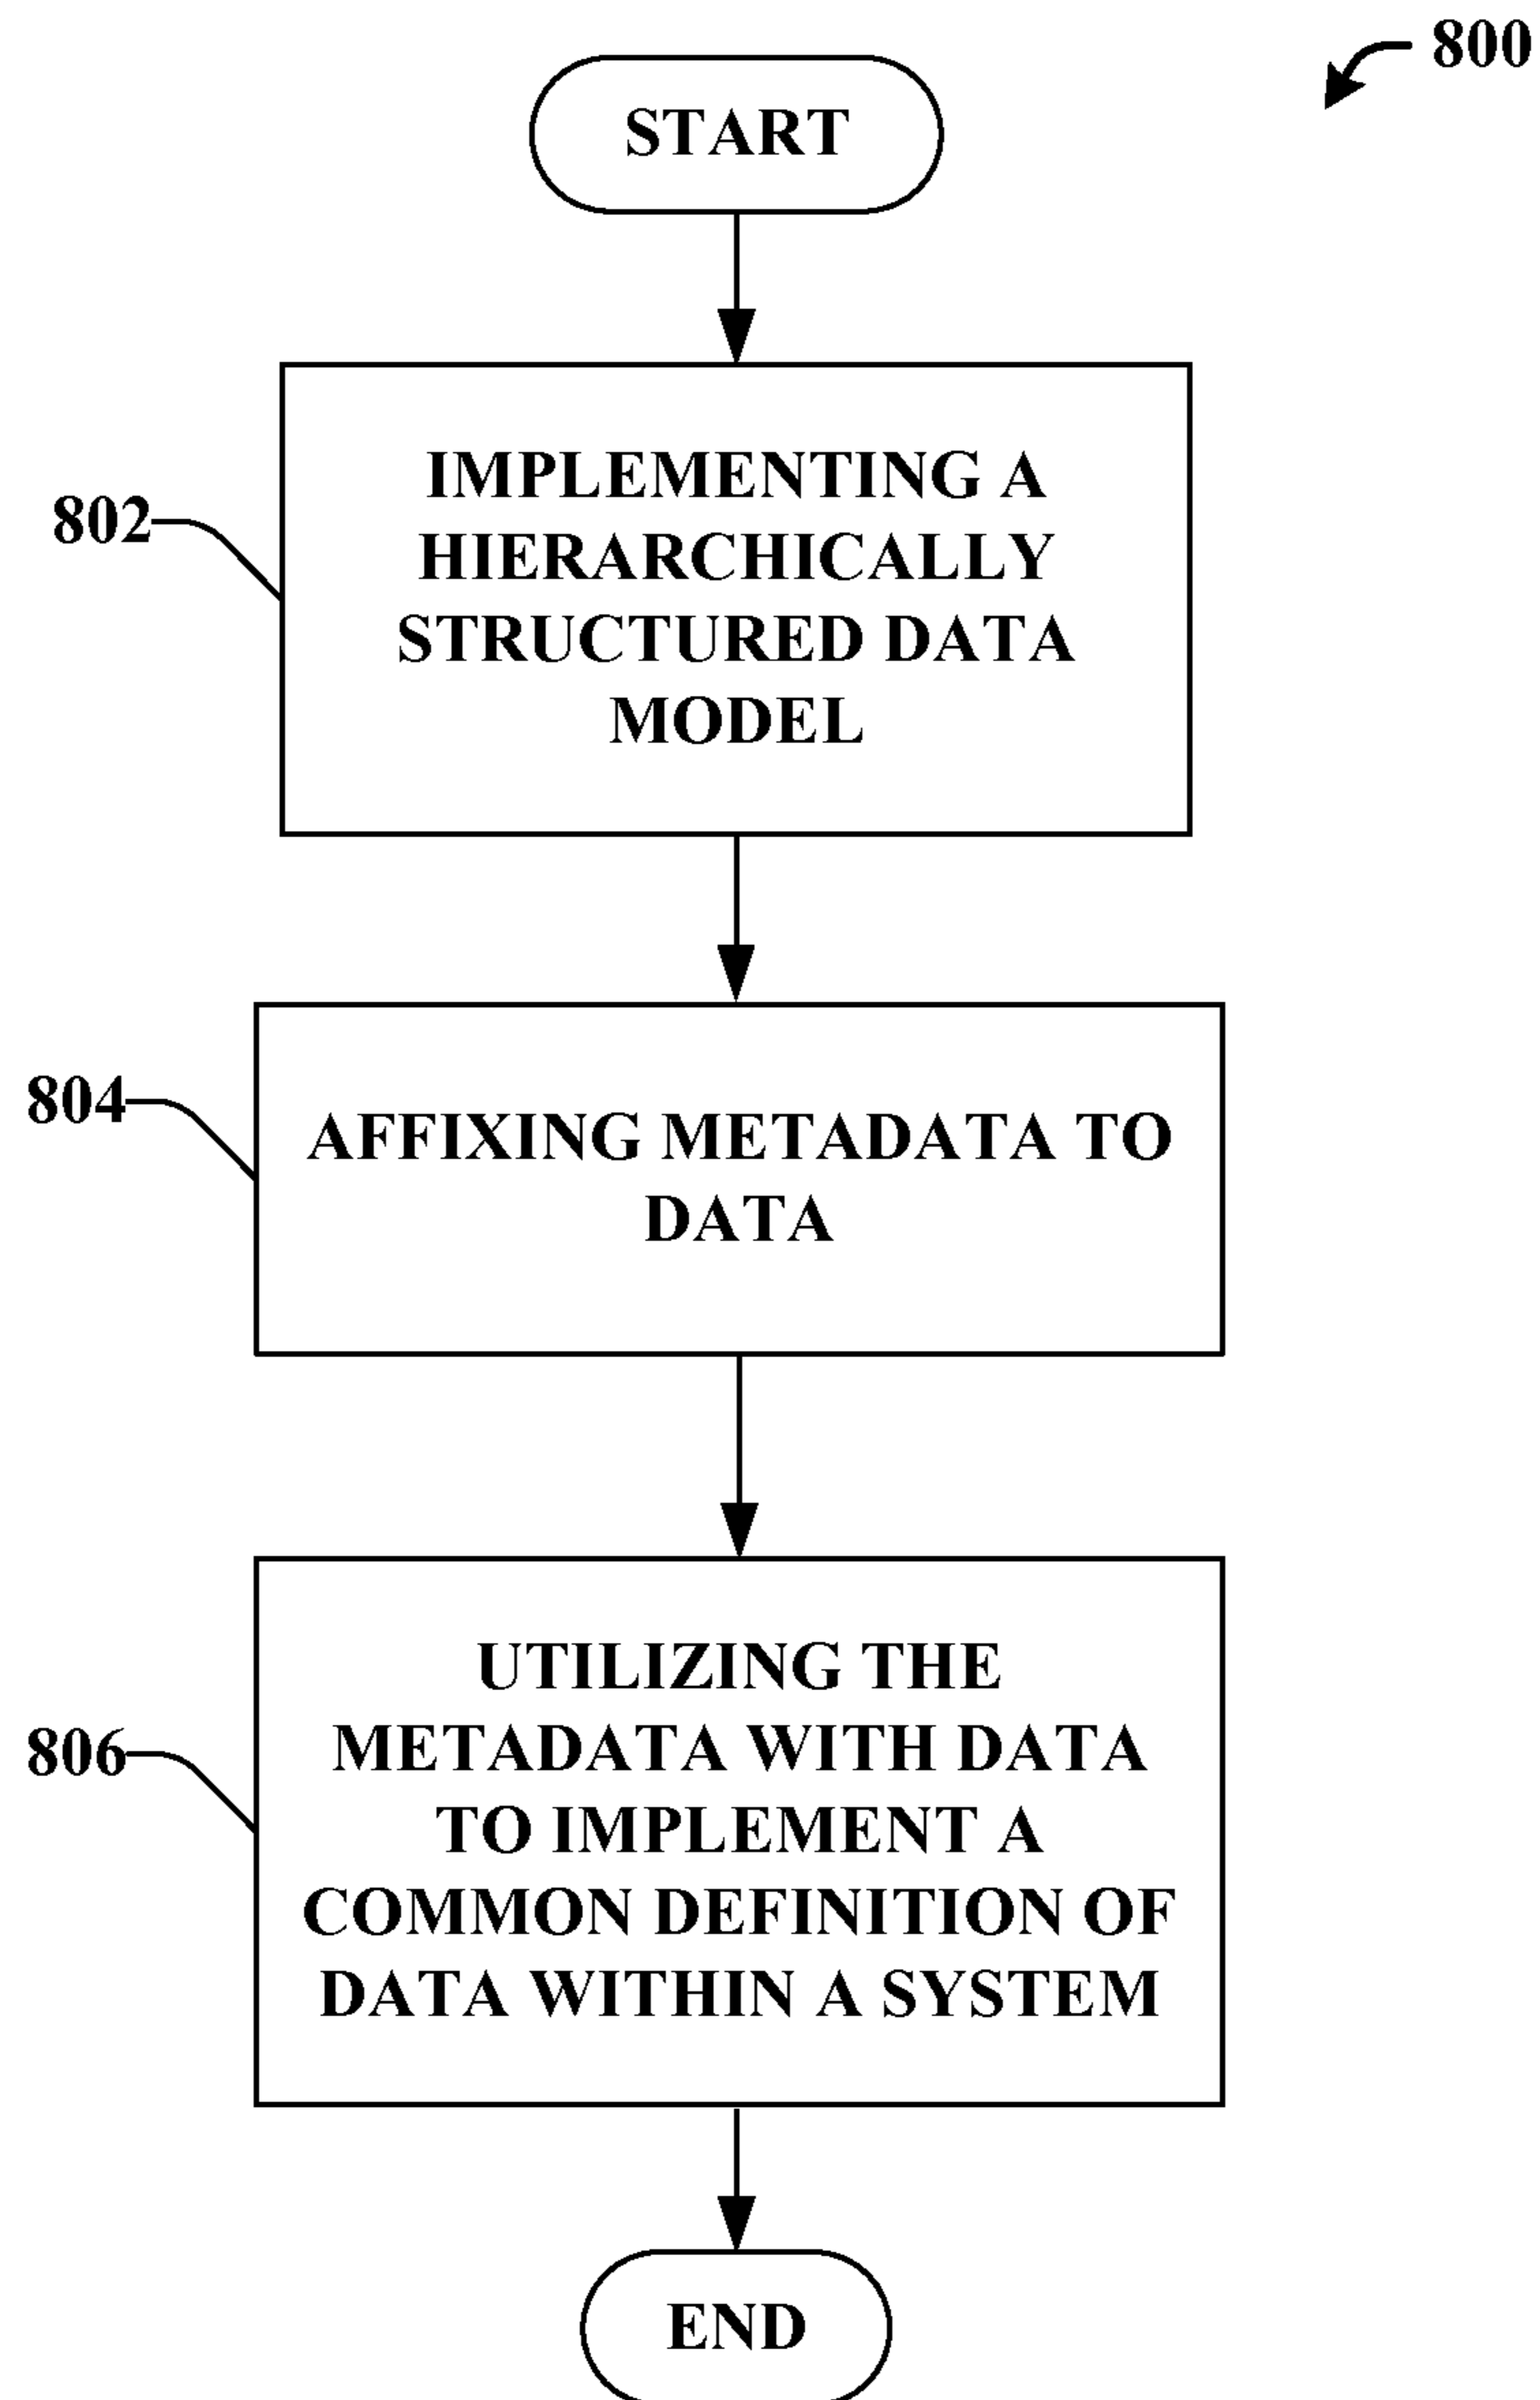 800
START
802
IMPLEMENTING A
HIERARCHICALLY
STRUCTURED DATA
MODEL
804
AFFIXING METADATA TO
DATA
806
UTILIZING THE
METADATA WITH DATA
TO IMPLEMENT A
COMMON DEFINITION OF
DATA WITHIN A SYSTEM
END